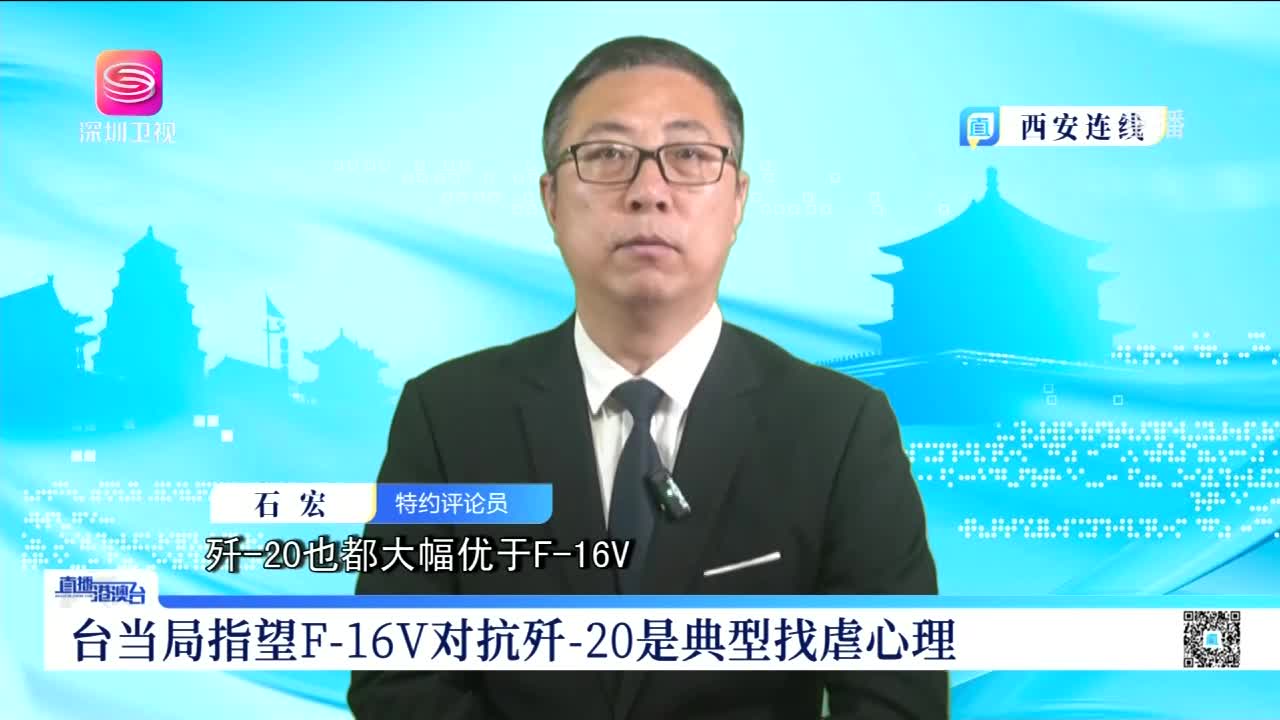 深圳卫视
西安连线
播
石宏
特约评论员
歼-20也都大幅优于F-16V
直播港澳台
台当局指望F-16V对抗歼-20是典型找虐心理